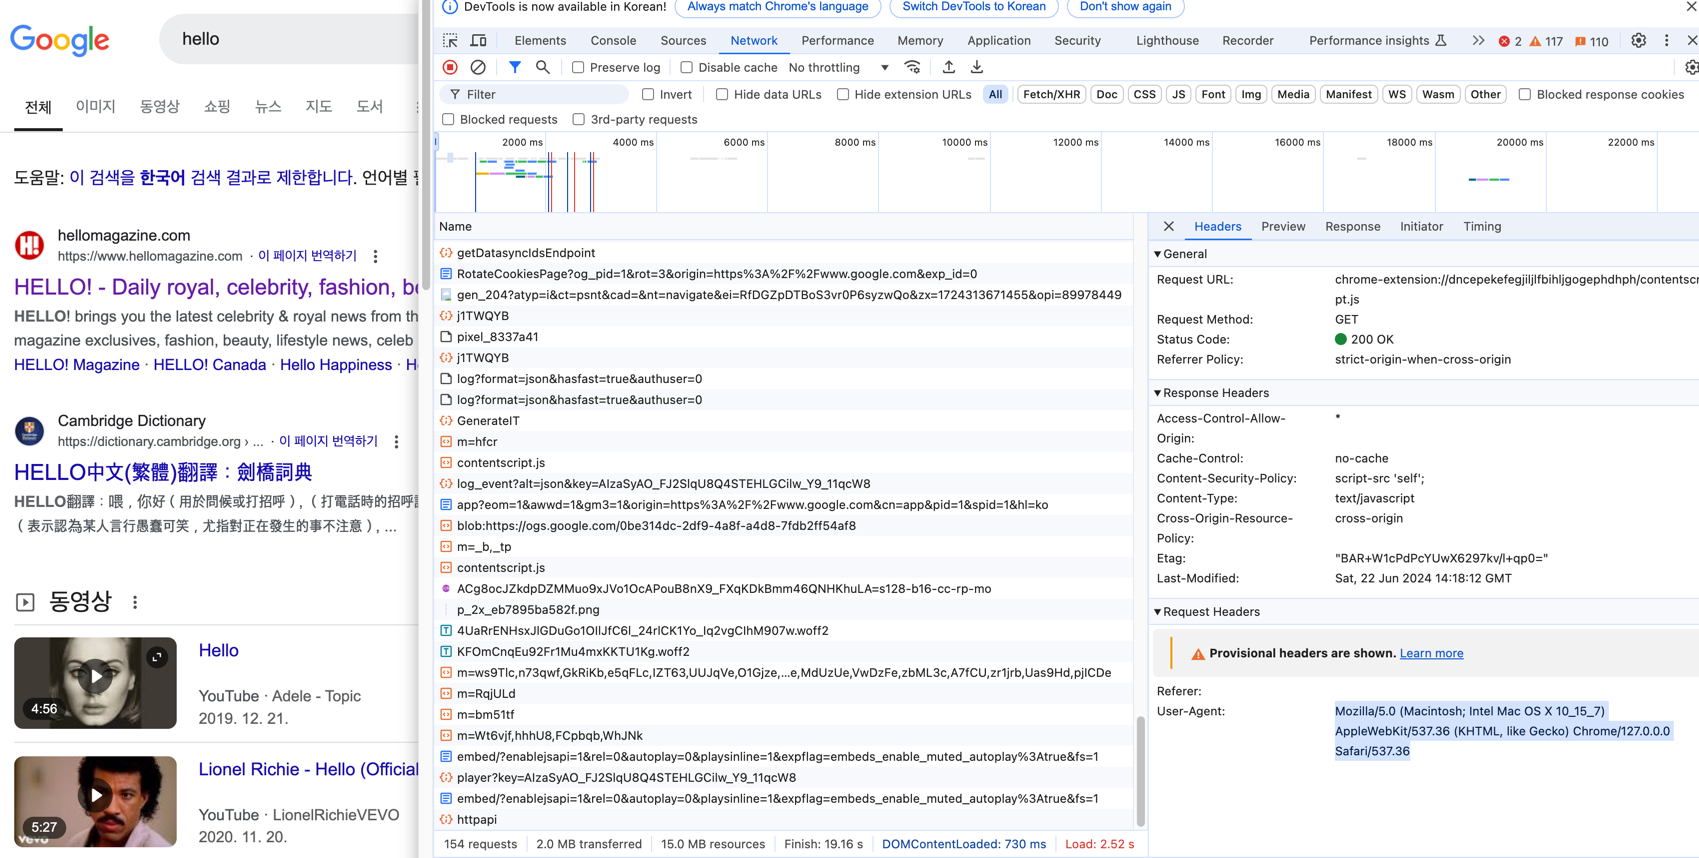 Google
hello
전체 이미지 동영상 쇼핑 뉴스 지도 도서
도움말: 이 검색을 한국어 검색 결과로 제한합니다. 언어별
hellomagazine.com
https://www.hellomagazine.com · 이 페이지 번역하기
HELLO! - Daily royal, celebrity, fashion, be
HELLO! brings you the latest celebrity & royal news from th
magazine exclusives, fashion, beauty, lifestyle news, celeb
HELLO! Magazine · HELLO! Canada · Hello Happiness · He
Cambridge Dictionary
https://dictionary.cambridge.org › ... · 이 페이지 번역하기
HELLO中文(繁體)翻譯：劍橋詞典
HELLO翻譯：喂，你好（用於問候或打招呼），（打電話時的招呼
（表示認為某人言行愚蠢可笑，尤指對正在發生的事不注意），...
동영상
4:56
Hello
YouTube · Adele - Topic
2019. 12. 21.
5:27
vevo
Lionel Richie - Hello (Official
YouTube · LionelRichieVEVO
2020. 11. 20.
DevTools is now available in Korean! Always match Chrome's language Switch DevTools to Korean Don't show again
Elements Console Sources Network Performance Memory Application Security Lighthouse Recorder Performance insights 2 117 110
Preserve log Disable cache No throttling
Filter Invert Hide data URLs Hide extension URLs All Fetch/XHR Doc CSS JS Font Img Media Manifest WS Wasm Other Blocked response cookies
Blocked requests 3rd-party requests
2000 ms 4000 ms 6000 ms 8000 ms 10000 ms 12000 ms 14000 ms 16000 ms 18000 ms 20000 ms 22000 ms
Name
getDatasyncIdsEndpoint
RotateCookiesPage?og_pid=1&rot=3&origin=https%3A%2F%2Fwww.google.com&exp_id=0
gen_204?atyp=i&ct=psnt&cad=&nt=navigate&ei=RfDGZpDTBoS3vr0P6syzwQo&zx=1724313671455&opi=89978449
j1TWQYB
pixel_8337a41
j1TWQYB
log?format=json&hasfast=true&authuser=0
log?format=json&hasfast=true&authuser=0
GenerateIT
m=hfcr
contentscript.js
log_event?alt=json&key=AIzaSyAO_FJ2SlqU8Q4STEHLGCilw_Y9_11qcW8
app?eom=1&awwd=1&gm3=1&origin=https%3A%2F%2Fwww.google.com&cn=app&pid=1&spid=1&hl=ko
blob:https://ogs.google.com/0be314dc-2df9-4a8f-a4d8-7fdb2ff54af8
m=_b,_tp
contentscript.js
ACg8ocJZkdpDZMMuo9xJVo1OcAPouB8nX9_FXqKDkBmm46QNHKhuLA=s128-b16-cc-rp-mo
p_2x_eb7895ba582f.png
4UaRrENHsxJlGDuGo1OIlJfC6l_24rlCK1Yo_Iq2vgCIhM907w.woff2
KFOmCnqEu92Fr1Mu4mxKKTU1Kg.woff2
m=ws9Tlc,n73qwf,GkRiKb,e5qFLc,IZT63,UUJqVe,O1Gjze,...e,MdUzUe,VwDzFe,zbML3c,A7fCU,zr1jrb,Uas9Hd,pjICDe
m=RqjULd
m=bm51tf
m=Wt6vjf,hhhU8,FCpbqb,WhJNk
embed/?enablejsapi=1&rel=0&autoplay=0&playsinline=1&expflag=embeds_enable_muted_autoplay%3Atrue&fs=1
player?key=AIzaSyAO_FJ2SlqU8Q4STEHLGCilw_Y9_11qcW8
embed/?enablejsapi=1&rel=0&autoplay=0&playsinline=1&expflag=embeds_enable_muted_autoplay%3Atrue&fs=1
httpapi
154 requests 2.0 MB transferred 15.0 MB resources Finish: 19.16 s DOMContentLoaded: 730 ms Load: 2.52 s
Headers Preview Response Initiator Timing
General
Request URL: chrome-extension://dncepekefegjiljlfbihljgogephdhph/contentscri
pt.js
Request Method: GET
Status Code: 200 OK
Referrer Policy: strict-origin-when-cross-origin
Response Headers
Access-Control-Allow-Origin: *
Cache-Control: no-cache
Content-Security-Policy: script-src 'self';
Content-Type: text/javascript
Cross-Origin-Resource-Policy: cross-origin
Etag: "BAR+W1cPdPcYUwX6297kv/l+qp0="
Last-Modified: Sat, 22 Jun 2024 14:18:12 GMT
Request Headers
Provisional headers are shown. Learn more
Referer:
User-Agent: Mozilla/5.0 (Macintosh; Intel Mac OS X 10_15_7)
AppleWebKit/537.36 (KHTML, like Gecko) Chrome/127.0.0.0
Safari/537.36